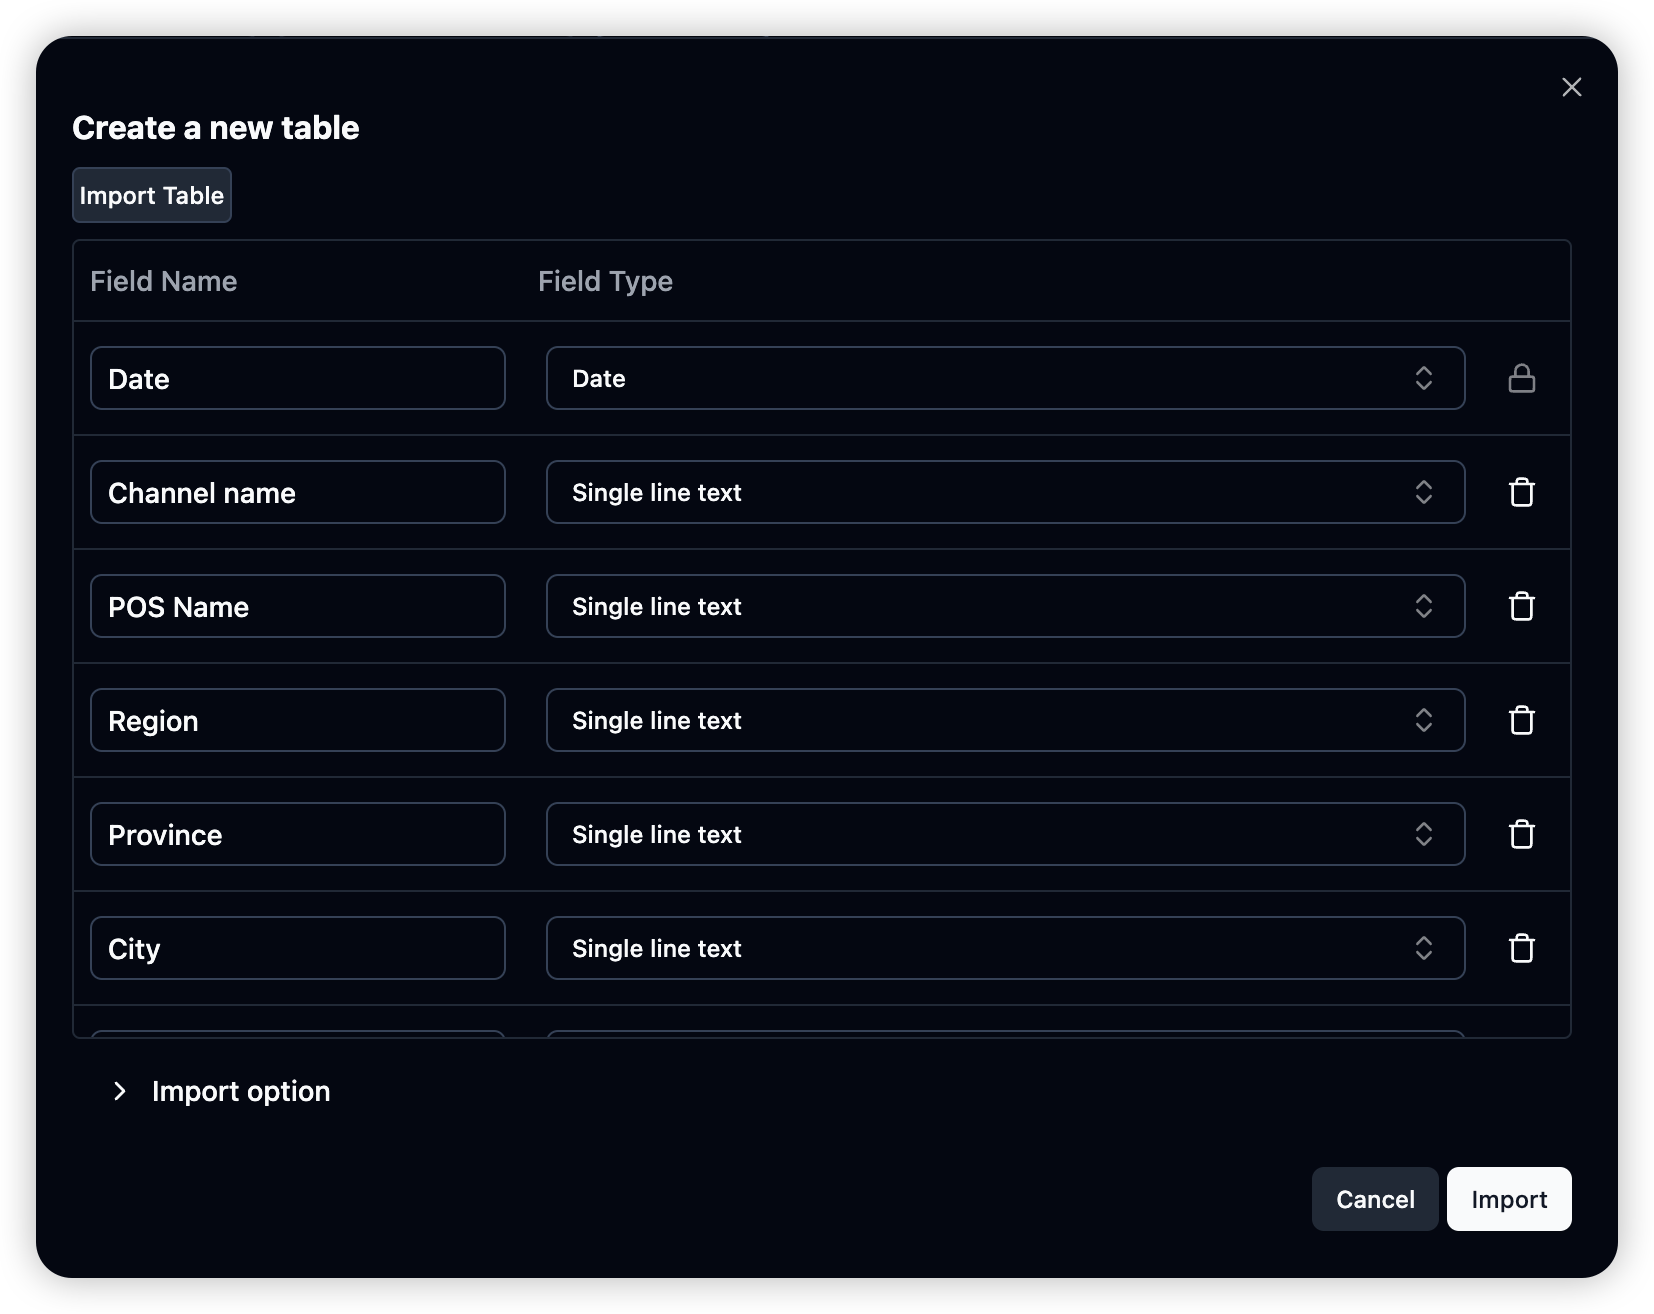 Create a new table
Import Table
Field Name Field Type
Date Date
Channel name Single line text
POS Name Single line text
Region Single line text
Province Single line text
City Single line text
Import option
Cancel Import